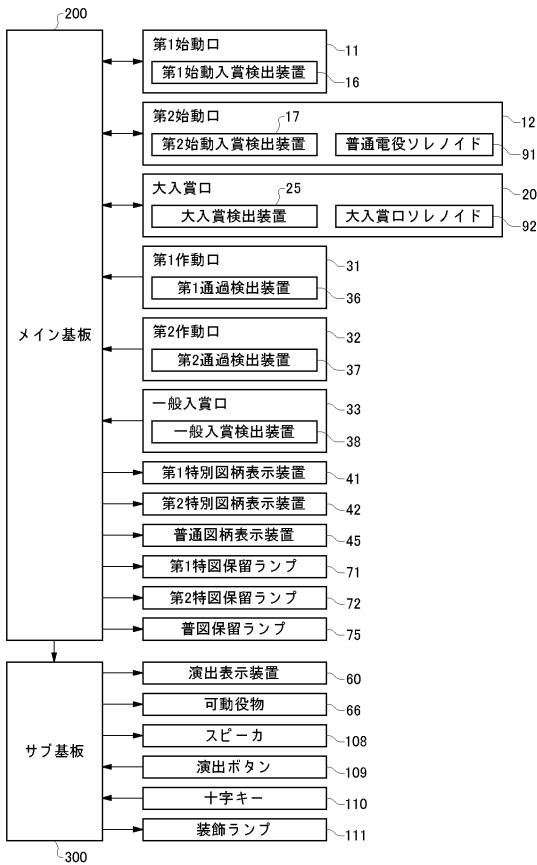 200
第1始動口
11
第1始動入賞検出装置
16
第2始動口
17
12
第2始動入賞検出装置
普通電役ソレノイド
91
大入賞口
25
20
大入賞検出装置
大入賞口ソレノイド
92
第1作動口
31
第1通過検出装置
36
メイン基板
第2作動口
32
第2通過検出装置
37
一般入賞口
33
一般入賞検出装置
38
第1特別図柄表示装置
41
第2特別図柄表示装置
42
普通図柄表示装置
45
第1特図保留ランプ
71
第2特図保留ランプ
72
普図保留ランプ
75
サブ基板
演出表示装置
60
可動役物
66
スピーカ
108
演出ボタン
109
十字キー
110
装飾ランプ
111
300